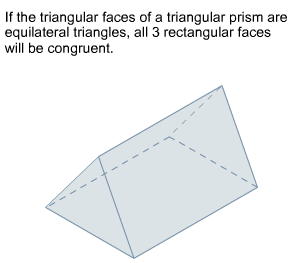 If the triangular faces of a triangular prism are
equilateral triangles, all 3 rectangular faces
will be congruent.